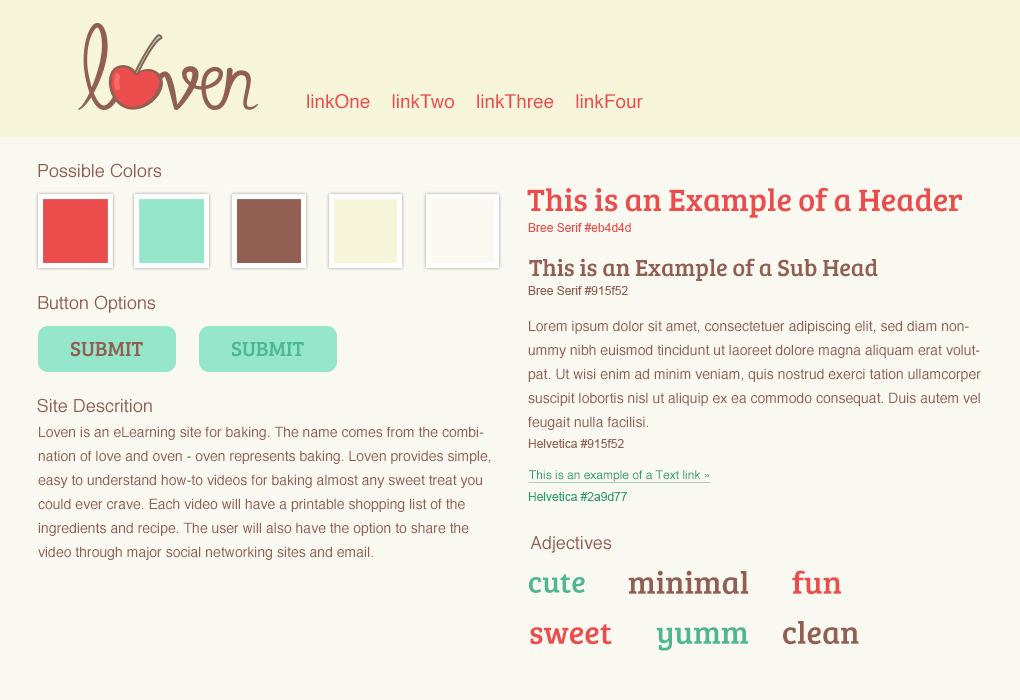 loven
linkOne linkTwo linkThree linkFour
Possible Colors
Button Options
SUBMIT SUBMIT
Site Descrition
Loven is an eLearning site for baking. The name comes from the combi-
nation of love and oven - oven represents baking. Loven provides simple,
easy to understand how-to videos for baking almost any sweet treat you
could ever crave. Each video will have a printable shopping list of the
ingredients and recipe. The user will also have the option to share the
video through major social networking sites and email.
This is an Example of a Header
Bree Serif #eb4d4d
This is an Example of a Sub Head
Bree Serif #915f52
Lorem ipsum dolor sit amet, consectetuer adipiscing elit, sed diam non-
ummy nibh euismod tincidunt ut laoreet dolore magna aliquam erat volut-
pat. Ut wisi enim ad minim veniam, quis nostrud exerci tation ullamcorper
suscipit lobortis nisl ut aliquip ex ea commodo consequat. Duis autem vel
feugait nulla facilisi.
Helvetica #915f52
This is an example of a Text link »
Helvetica #2a9d77
Adjectives
cute minimal fun
sweet yumm clean